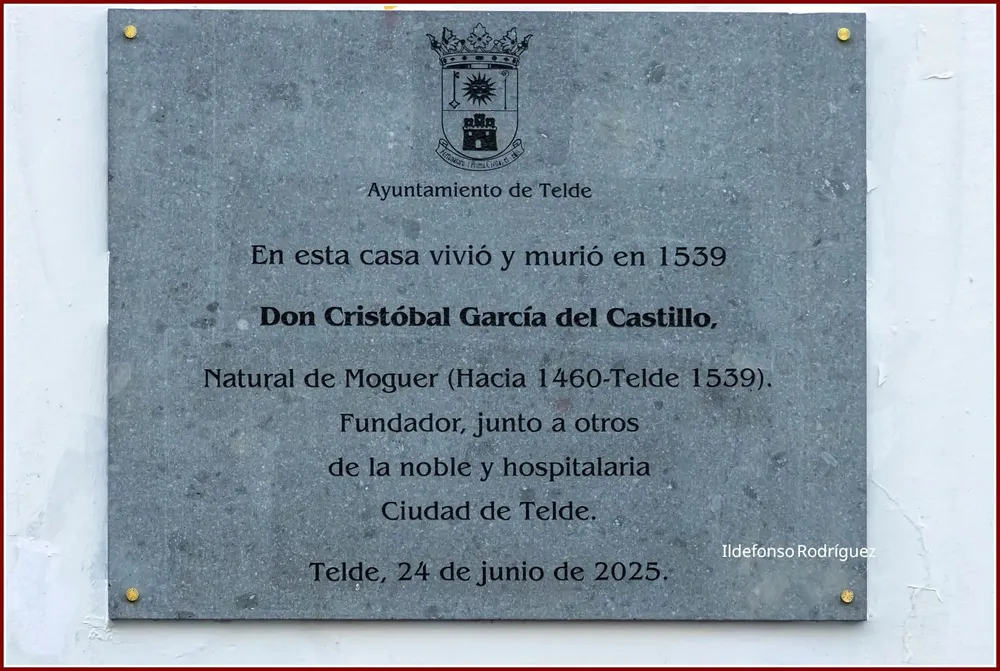 Ayuntamiento de Telde
En esta casa vivió y murió en 1539
Don Cristóbal García del Castillo,
Natural de Moguer (Hacia 1460-Telde 1539).
Fundador, junto a otros
de la noble y hospitalaria
Ciudad de Telde.
Ildefonso Rodríguez
Telde, 24 de junio de 2025.